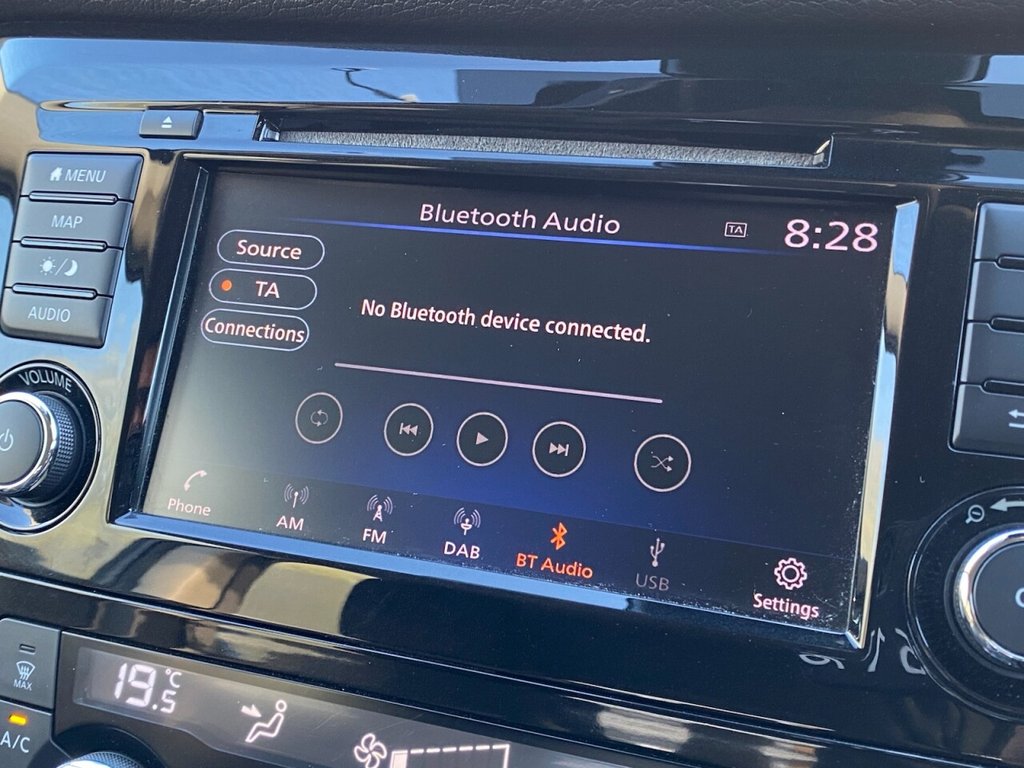 MENU
MAP
AUDIO
VOLUME
Bluetooth Audio
TA
8:28
Source
TA
Connections
No Bluetooth device connected.
Phone
AM
FM
DAB
BT Audio
USB
Settings
MAX
A/C
19.5°C